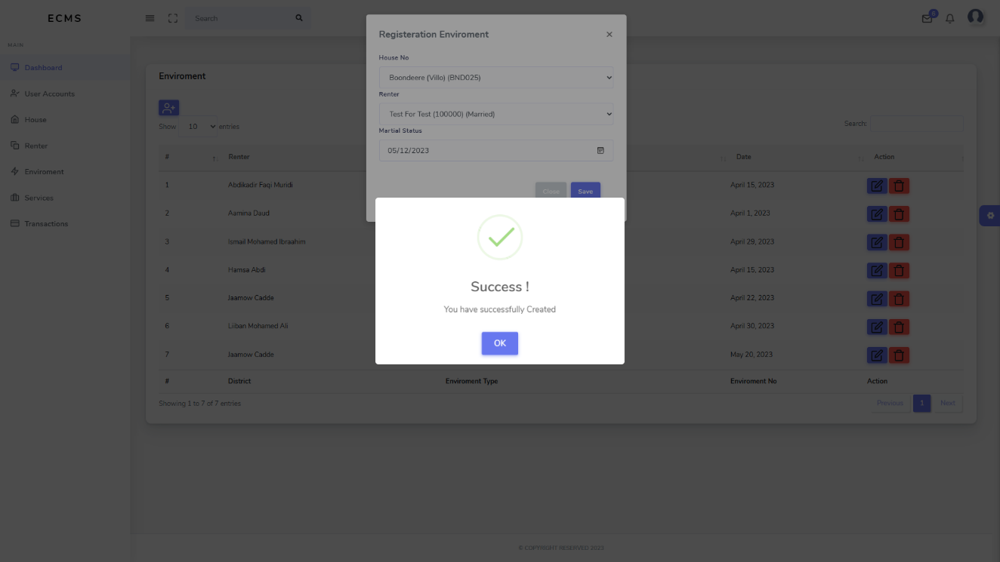 ECMS
Search
6
MAIN
Dashboard
User Accounts
House
Renter
Enviroment
Services
Transactions
Enviroment
Show 10 entries
Search:
# Renter Date Action
1 Abdikadir Faqi Muridi April 15, 2023
2 Aamina Daud April 1, 2023
3 Ismail Mohamed Ibraahim April 29, 2023
4 Hamsa Abdi April 15, 2023
5 Jaamow Cadde April 22, 2023
6 Liiban Mohamed Ali April 30, 2023
7 Jaamow Cadde May 20, 2023
# District Enviroment Type Enviroment No Action
Showing 1 to 7 of 7 entries
Previous 1 Next
Registeration Enviroment ×
House No
Boondeere (Villo) (BND025)
Renter
Test For Test (100000) (Married)
Martial Status
05/12/2023
Close Save
Success !
You have successfully Created
OK
© COPYRIGHT RESERVED 2023